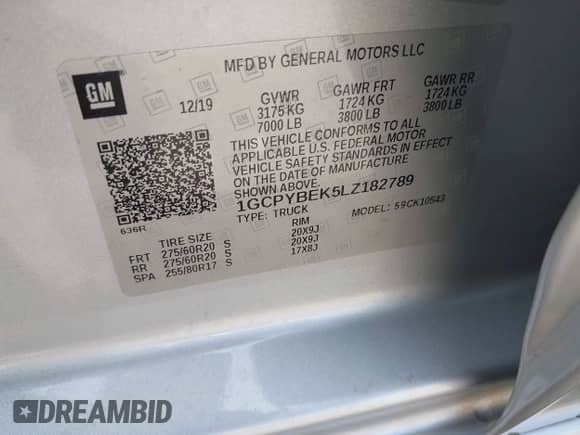 MFD BY GENERAL MOTORS LLC
GM
12/19
GVWR GAWR FRT GAWR RR
3175 KG 1724 KG 1724 KG
7000 LB 3800 LB 3800 LB
THIS VEHICLE CONFORMS TO ALL
APPLICABLE U.S. FEDERAL MOTOR
VEHICLE SAFETY STANDARDS IN EFFECT
ON THE DATE OF MANUFACTURE
SHOWN ABOVE.
1GCPYBEK5LZ182789
TYPE: TRUCK MODEL: 59CK10543
636R
TIRE SIZE RIM
FRT 275/60R20 S 20X9J
RR 275/60R20 S 20X9J
SPA 255/80R17 S 17X8J
DREAMBID